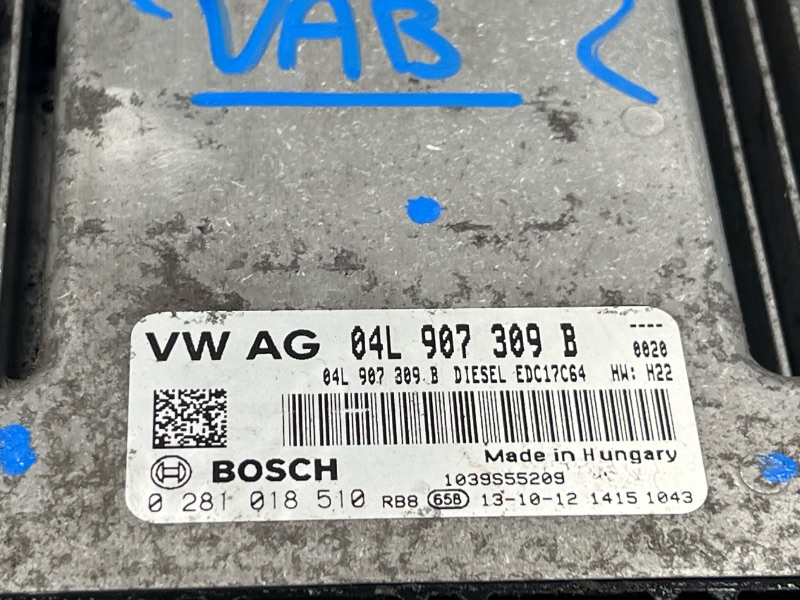 VAB
VW AG 04L 907 309 B ----
0020
04L 907 309 B DIESEL EDC17C64 HW: H22
Made in Hungary
BOSCH 1039S55209
0 281 018 510 RB8 65B 13-10-12 1415 1043